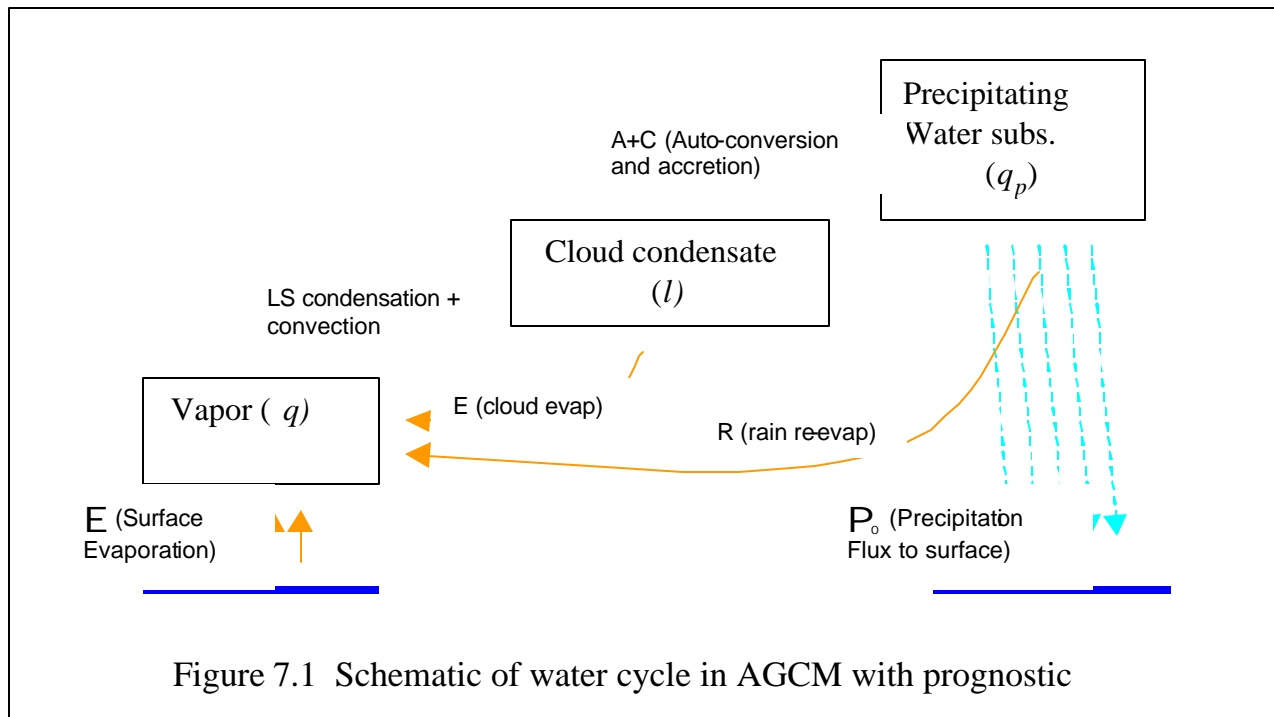 Precipitating
Water subs.
(q_p)
A+C (Auto-conversion
and accretion)
Cloud condensate
(l)
LS condensation +
convection
Vapor ( q)
E (cloud evap)
R (rain re-evap)
E (Surface
Evaporation)
P_o (Precipitation
Flux to surface)
Figure 7.1 Schematic of water cycle in AGCM with prognostic